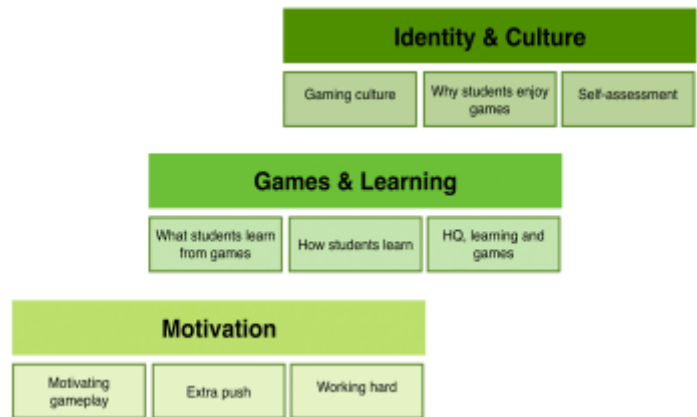 Identity & Culture
Gaming culture
Why students enjoy
games
Self-assessment
Games & Learning
What students learn
from games
How students learn
HQ, learning and
games
Motivation
Motivating
gameplay
Extra push
Working hard